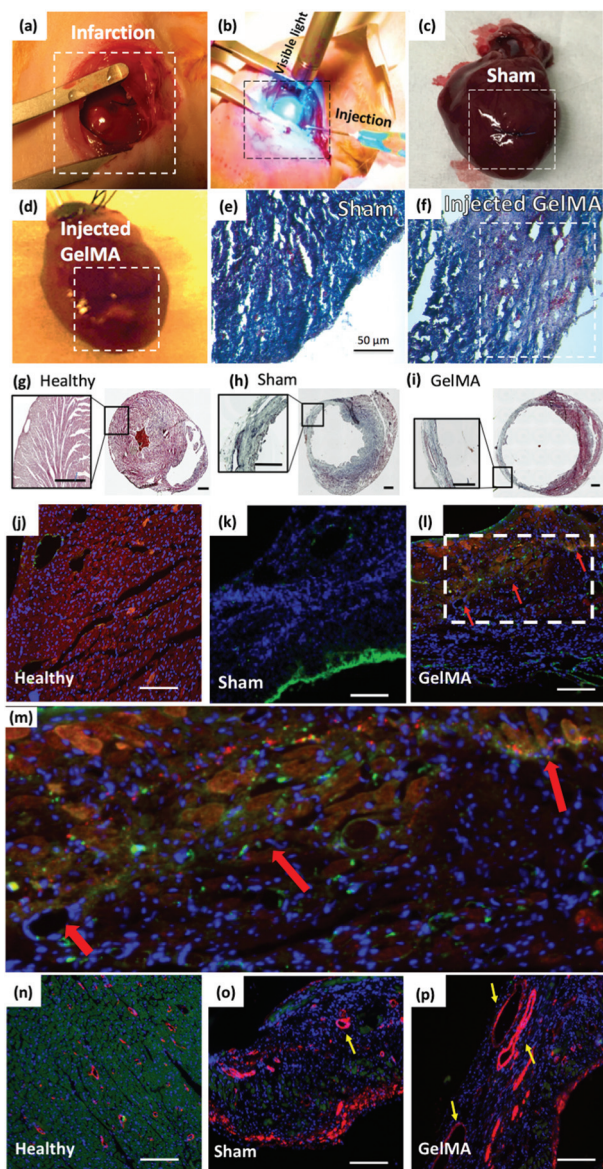 (a)
Infarction
(b)
Visible light
Injection
(c)
Sham
(d)
Injected
GelMA
(e)
Sham
50 μm
(f)
Injected GelMA
(g) Healthy
(h) Sham
(i) GelMA
(j)
Healthy
(k)
Sham
(l)
GelMA
(m)
(n)
Healthy
(o)
Sham
(p)
GelMA